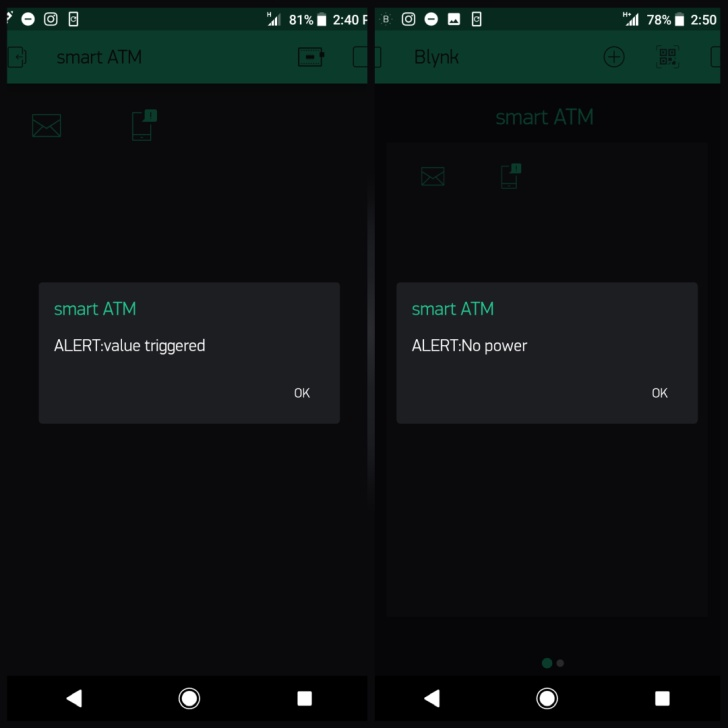 81% 2:40 P
smart ATM
smart ATM
ALERT:value triggered
OK
B 78% 2:50
Blynk
smart ATM
smart ATM
ALERT:No power
OK